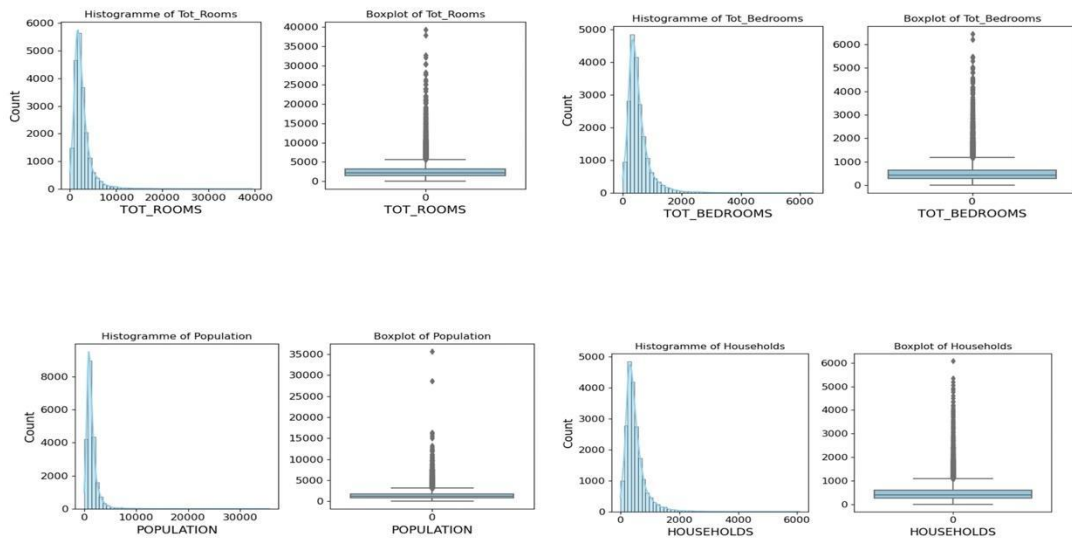 Histogramme of Tot_Rooms
6000
5000
4000
3000
2000
1000
0
Count
0 10000 20000 30000 40000
TOT_ROOMS
Boxplot of Tot_Rooms
40000
35000
30000
25000
20000
15000
10000
5000
0
0
TOT_ROOMS
Histogramme of Tot_Bedrooms
5000
4000
3000
2000
1000
0
Count
0 2000 4000 6000
TOT_BEDROOMS
Boxplot of Tot_Bedrooms
6000
5000
4000
3000
2000
1000
0
0
TOT_BEDROOMS
Histogramme of Population
8000
6000
4000
2000
0
Count
0 10000 20000 30000
POPULATION
Boxplot of Population
35000
30000
25000
20000
15000
10000
5000
0
0
POPULATION
Histogramme of Households
5000
4000
3000
2000
1000
0
Count
0 2000 4000 6000
HOUSEHOLDS
Boxplot of Households
6000
5000
4000
3000
2000
1000
0
0
HOUSEHOLDS